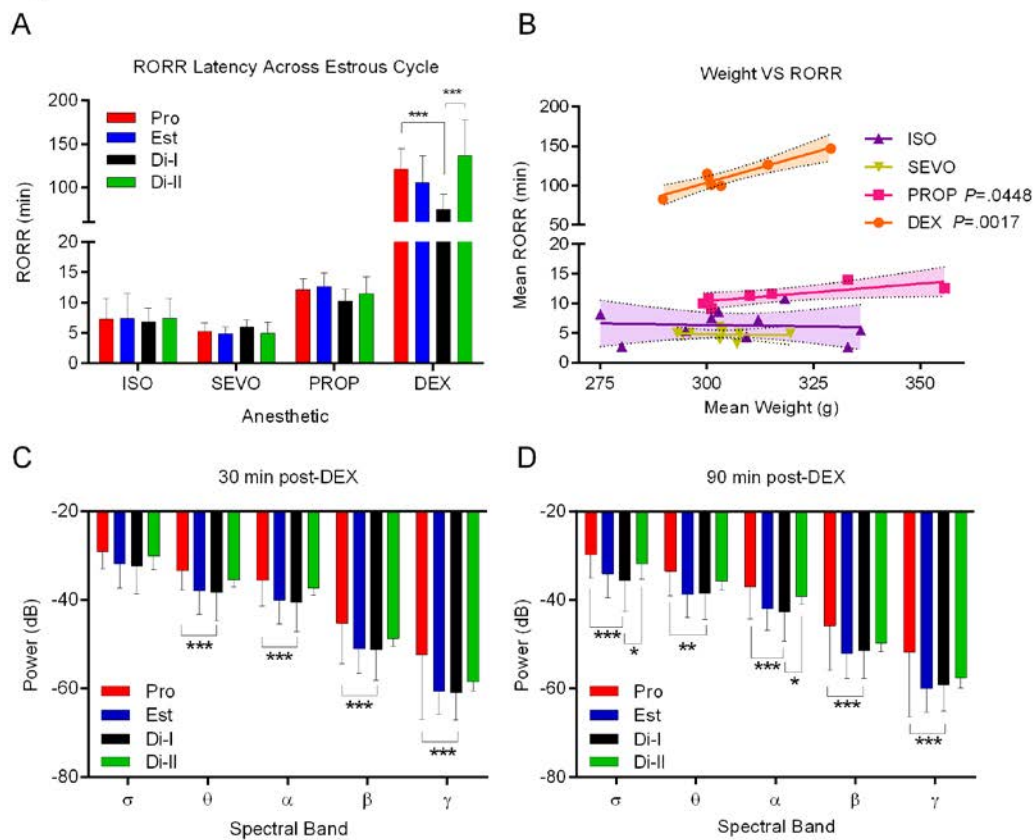 A
RORR Latency Across Estrous Cycle
Pro
Est
Di-I
Di-II
***
***
RORR (min)
200
150
100
20
15
10
5
0
ISO SEVO PROP DEX
Anesthetic
B
Weight VS RORR
ISO
SEVO
PROP P=.0448
DEX P=.0017
Mean RORR (min)
200
150
100
50
20
15
10
5
0
275 300 325 350
Mean Weight (g)
C
30 min post-DEX
Power (dB)
-20
-40
-60
-80
***
***
***
***
Pro
Est
Di-I
Di-II
σ θ α β γ
Spectral Band
D
90 min post-DEX
Power (dB)
-20
-40
-60
-80
***
*
**
***
*
***
***
Pro
Est
Di-I
Di-II
σ θ α β γ
Spectral Band